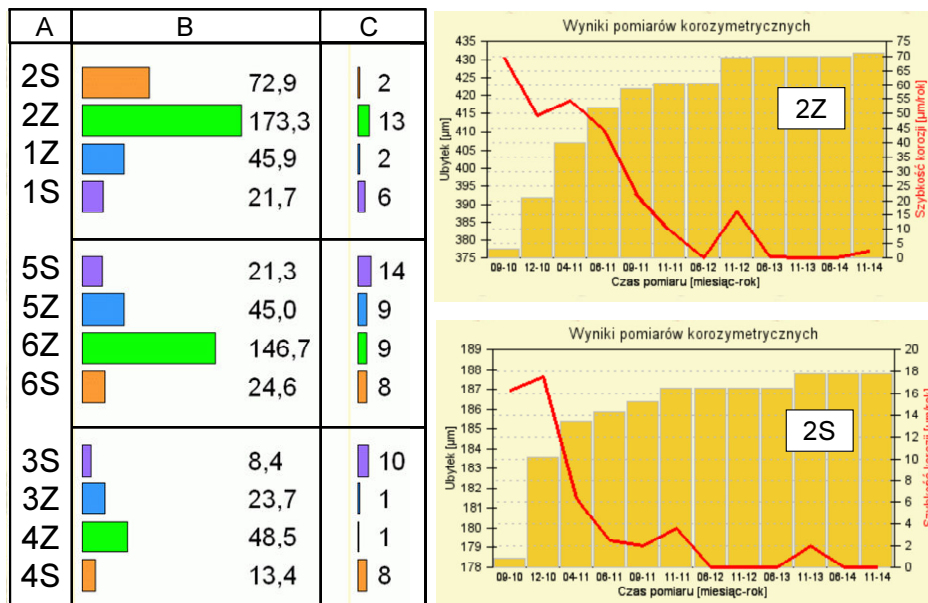 A B C
2S 72,9 2
2Z 173,3 13
1Z 45,9 2
1S 21,7 6
5S 21,3 14
5Z 45,0 9
6Z 146,7 9
6S 24,6 8
3S 8,4 10
3Z 23,7 1
4Z 48,5 1
4S 13,4 8
Wyniki pomiarów korozymetrycznych
435
430
425
420
415
410
405
400
395
390
385
380
375
Ubytek [µm]
75
70
65
60
55
50
45
40
35
30
25
20
15
10
5
0
Szybkość korozji [µm/rok]
2Z
09-10 12-10 04-11 06-11 09-11 11-11 06-12 11-12 06-13 11-13 06-14 11-14
Czas pomiaru [miesiąc-rok]
Wyniki pomiarów korozymetrycznych
189
188
187
186
185
184
183
182
181
180
179
178
Ubytek [µm]
20
18
16
14
12
10
8
6
4
2
0
Szybkość korozji [µm/rok]
2S
09-10 12-10 04-11 06-11 09-11 11-11 06-12 11-12 06-13 11-13 06-14 11-14
Czas pomiaru [miesiąc-rok]